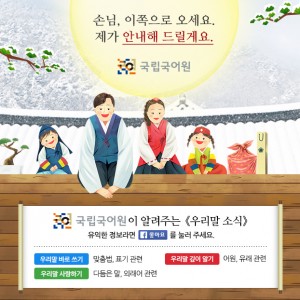 손님, 이쪽으로 오세요.
제가 안내해 드릴게요.
국립국어원
국립국어원이 알려주는 《우리말 소식》
유익한 정보라면 좋아요 를 눌러 주세요.
우리말 바로 쓰기 맞춤법, 표기 관련
우리말 깊이 알기 어원, 유래 관련
우리말 사랑하기 다듬은 말, 외래어 관련